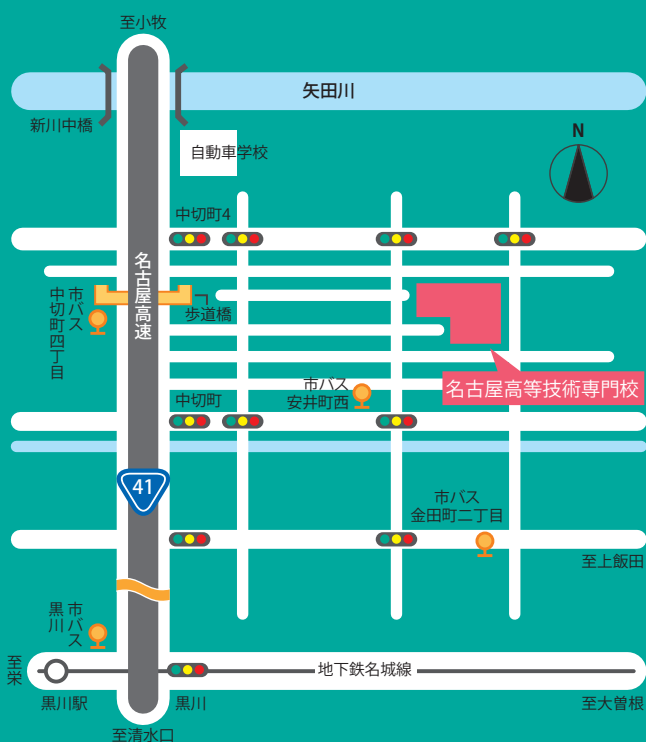 至小牧
矢田川
新川中橋
自動車学校
N
中切町4
名古屋高速
市バス
中切町四丁目
歩道橋
名古屋高等技術専門校
市バス
安井町西
中切町
41
市バス
金田町二丁目
至上飯田
市バス
黒川
至栄
地下鉄名城線
黒川駅
黒川
至大曽根
至清水口